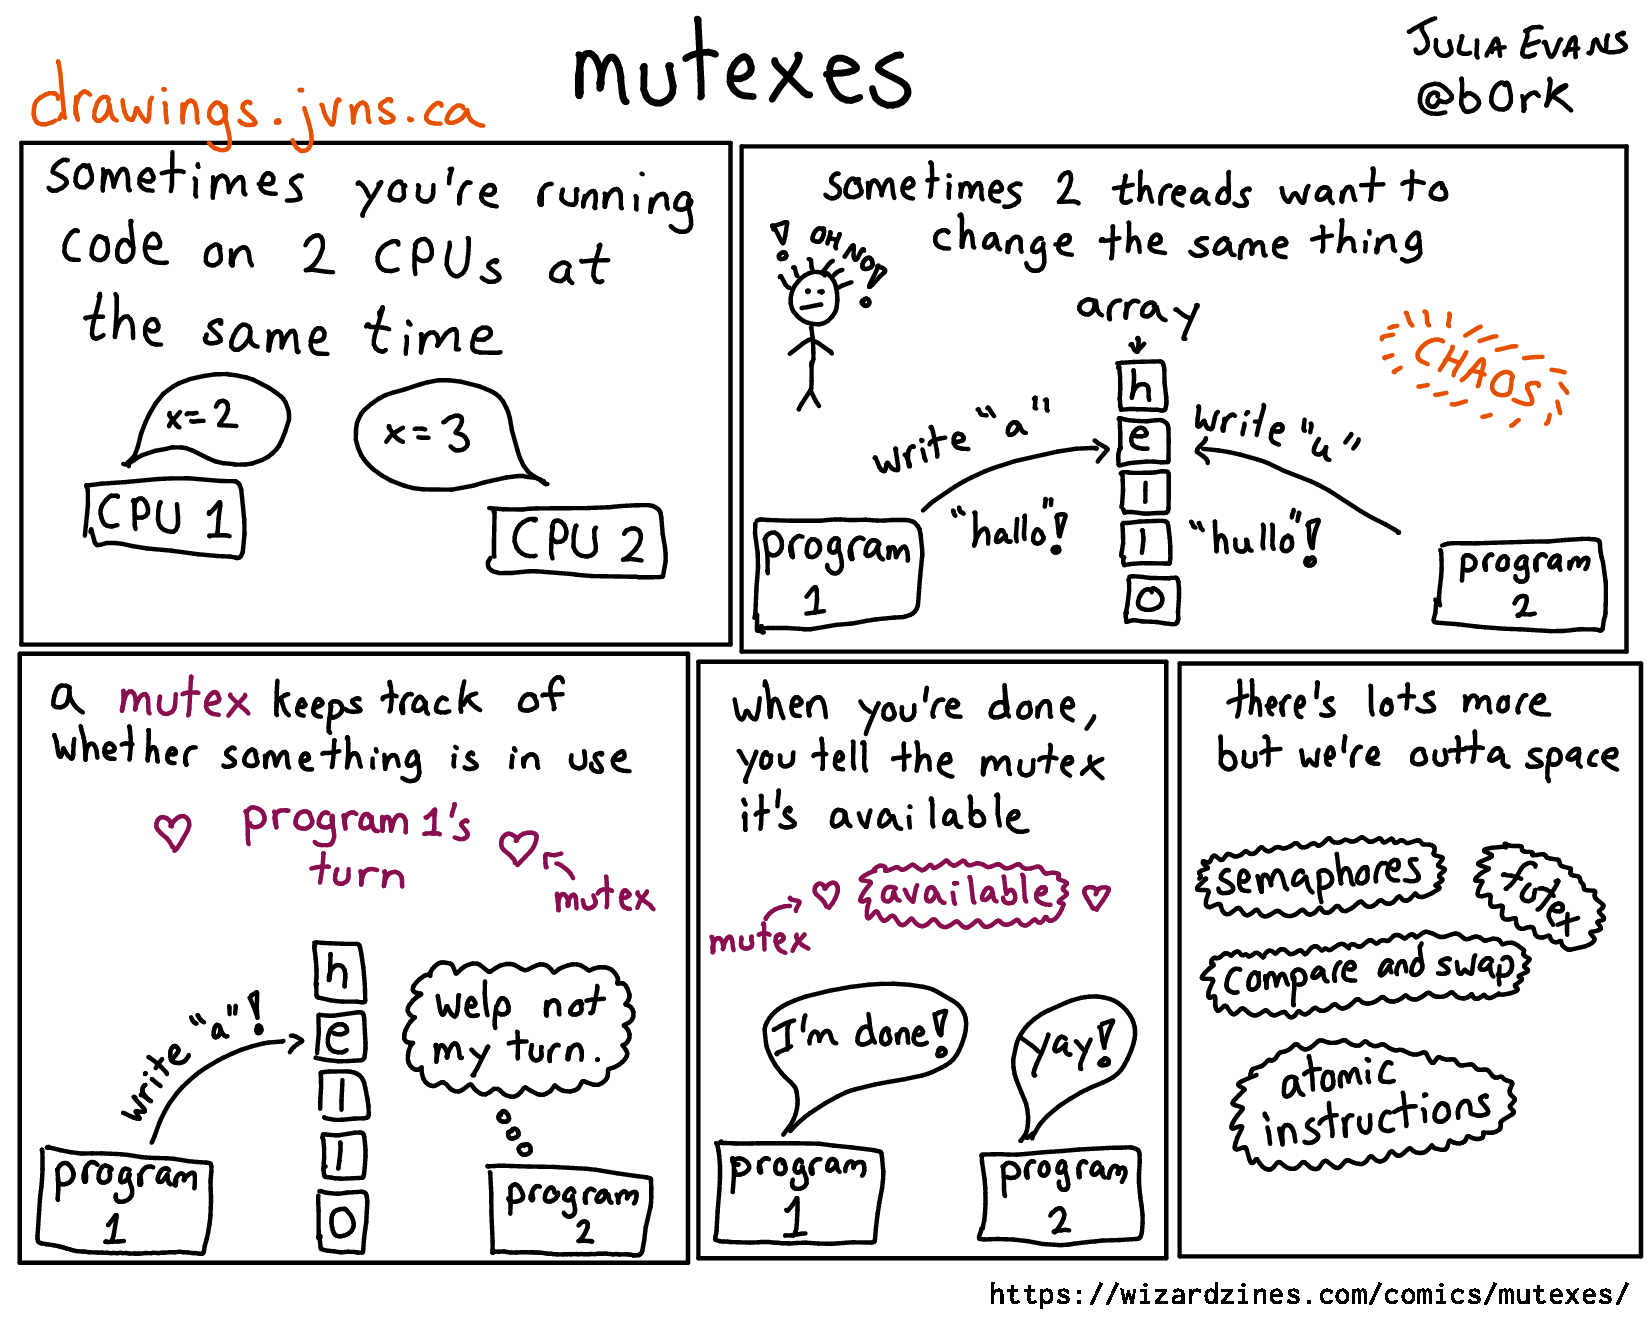 drawings.jvns.ca
mutexes
JULIA EVANS
@b0rk
sometimes you're running
code on 2 CPUs at
the same time
x=2
x=3
CPU 1
CPU 2
sometimes 2 threads want to
change the same thing
! OH NO!
array
CHAOS
h
e
l
l
o
write "a"
write "u"
"hallo"!
"hullo"!
program
1
program
2
a mutex keeps track of
whether something is in use
♡ program 1's ♡
turn
mutex
h
e
l
l
o
write "a"!
welp not
my turn.
program
1
program
2
when you're done,
you tell the mutex
it's available
♡ available ♡
mutex
I'm done!
yay!
program
1
program
2
there's lots more
but we're outta space
semaphores
futex
compare and swap
atomic
instructions
https://wizardzines.com/comics/mutexes/